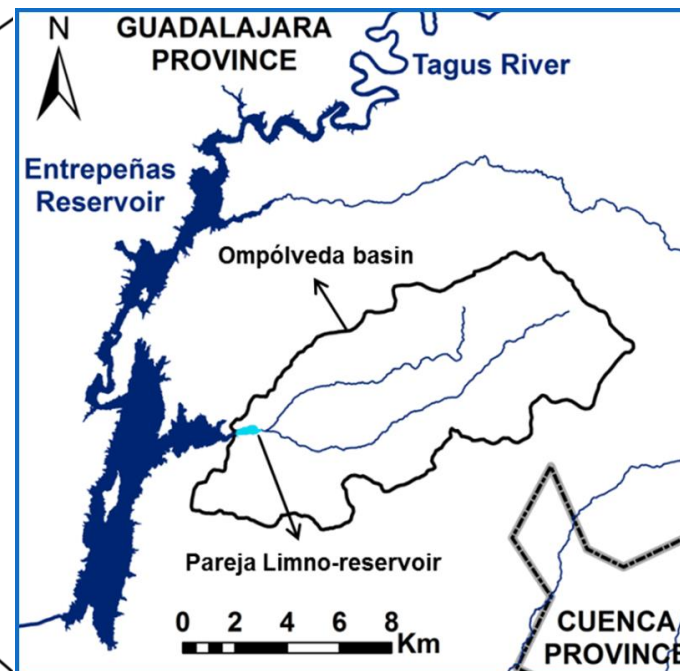 N
GUADALAJARA
PROVINCE
Tagus River
Entrepeñas
Reservoir
Ompólveda basin
Pareja Limno-reservoir
0 2 4 6 8
Km
CUENCA
PROVINCE